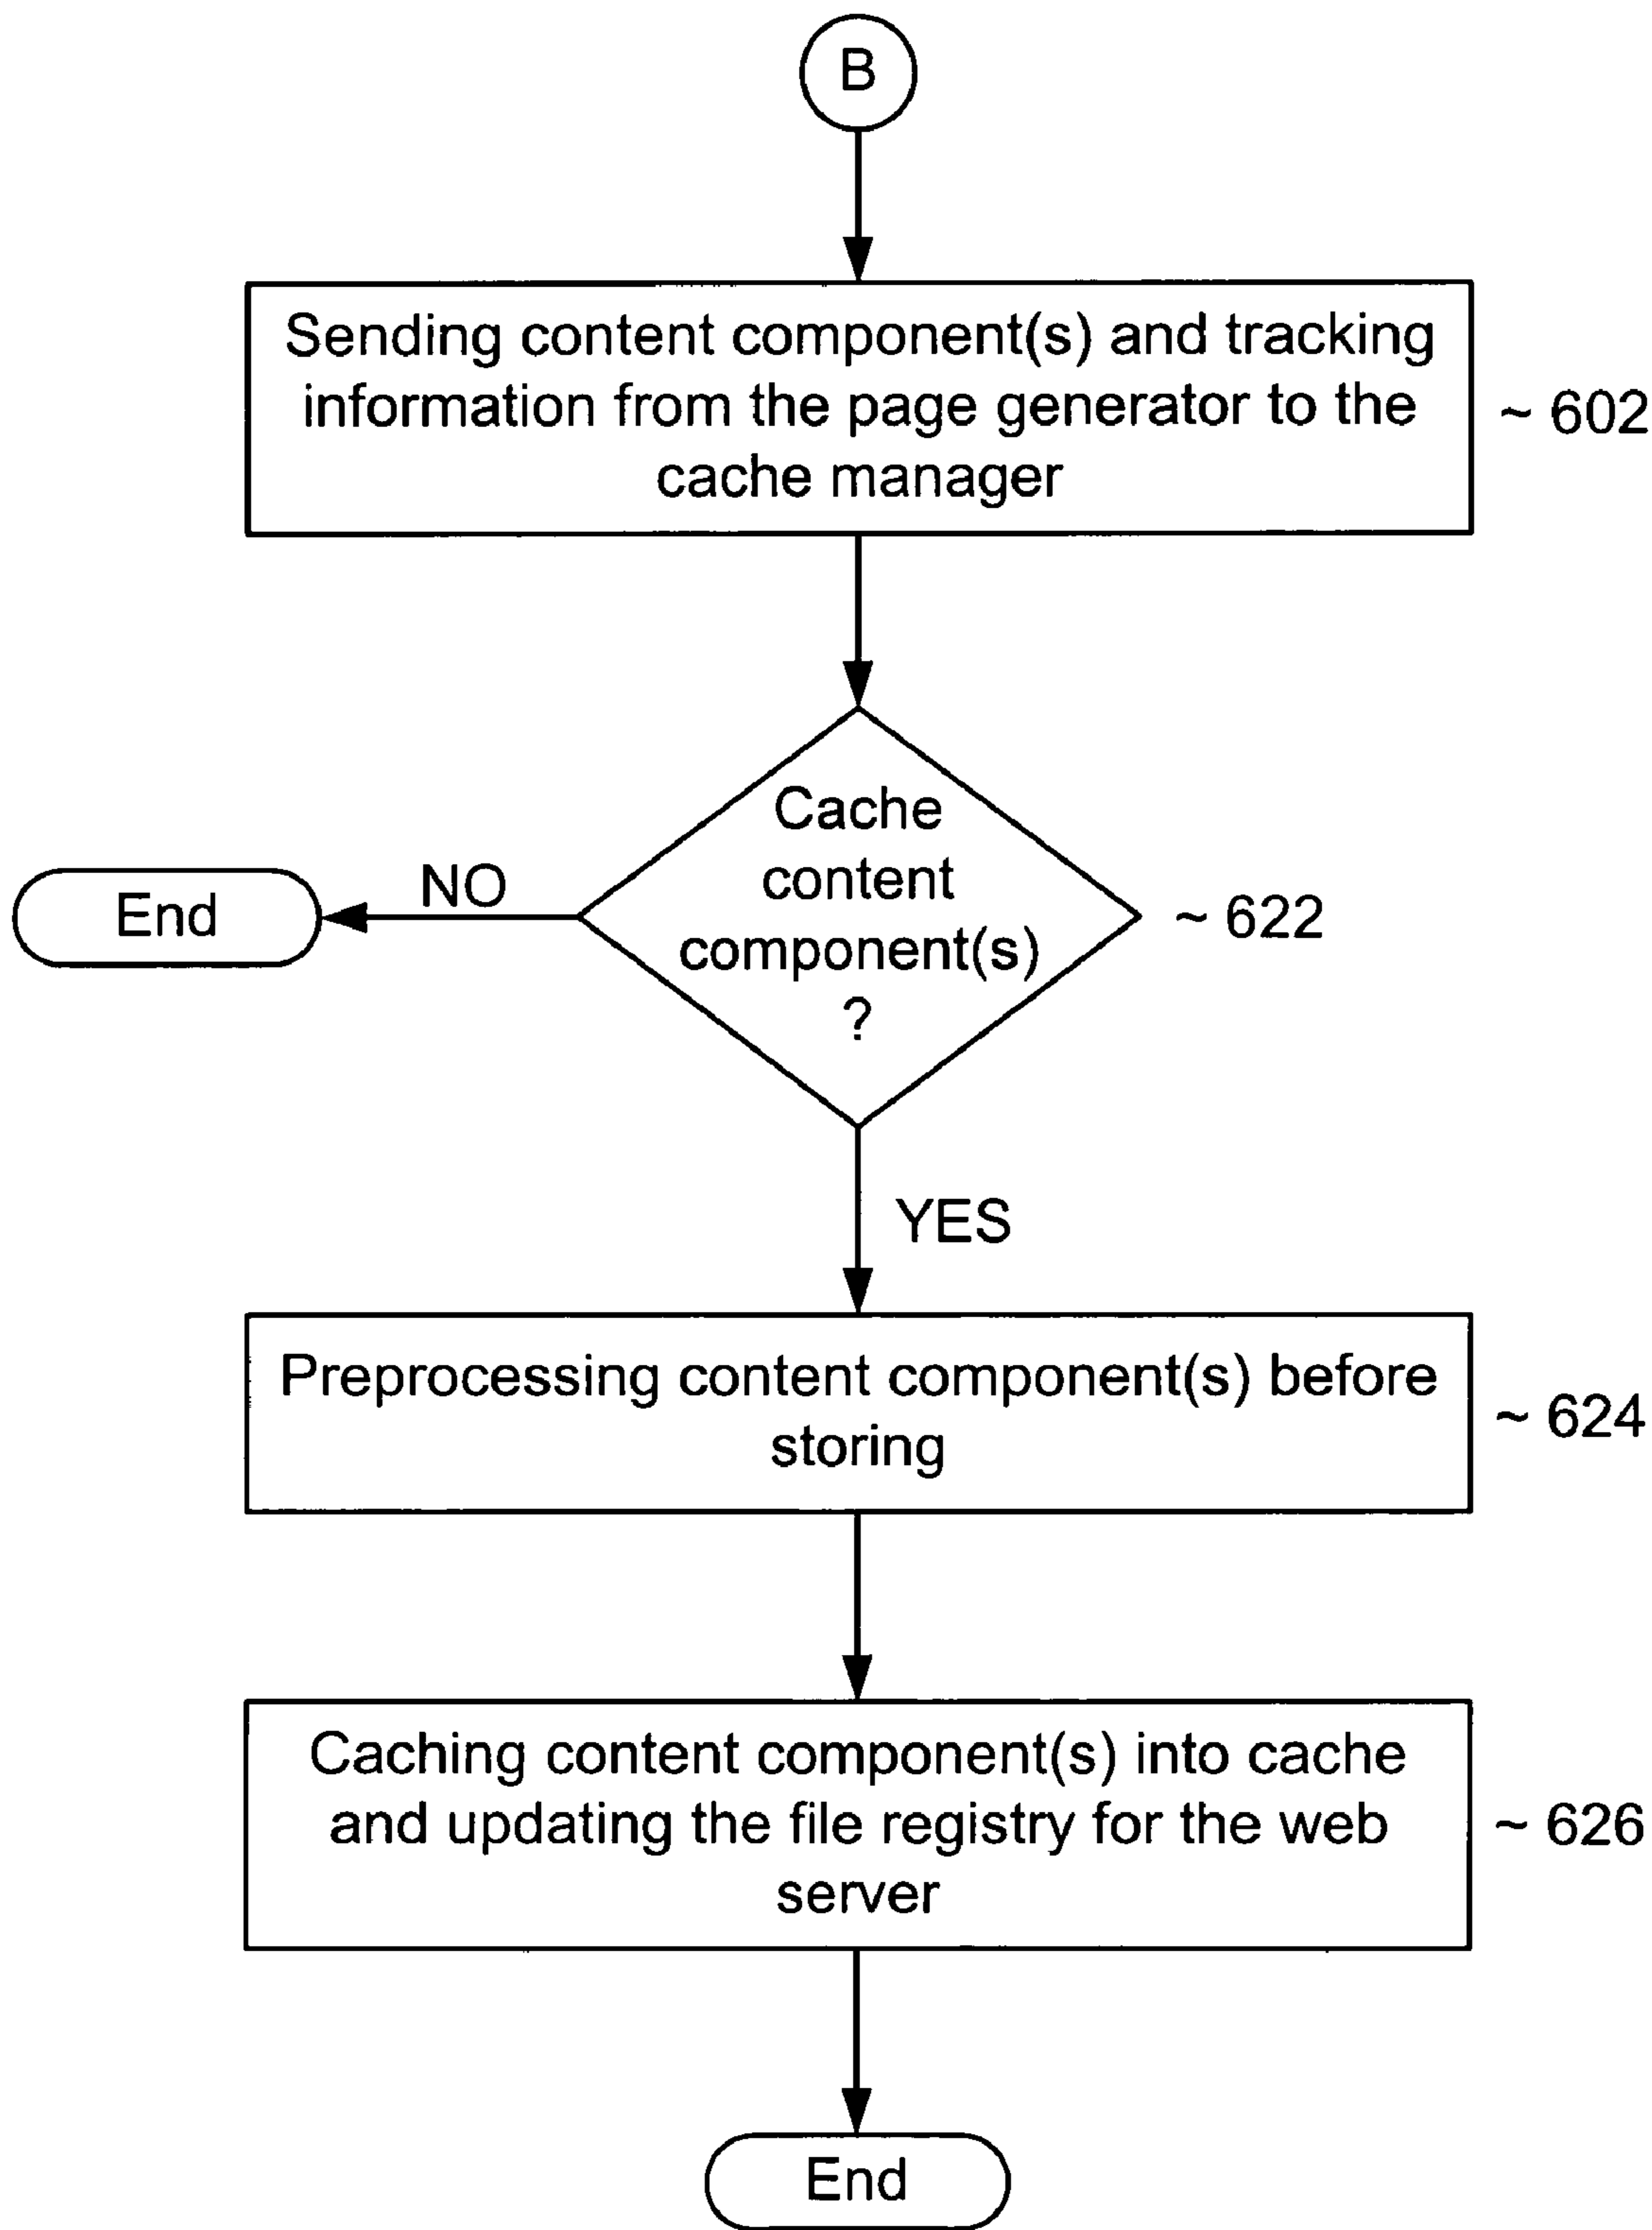 B
Sending content component(s) and tracking
information from the page generator to the
cache manager
~ 602
Cache
content
component(s)
?
~ 622
NO
End
YES
Preprocessing content component(s) before
storing
~ 624
Caching content component(s) into cache
and updating the file registry for the web
server
~ 626
End